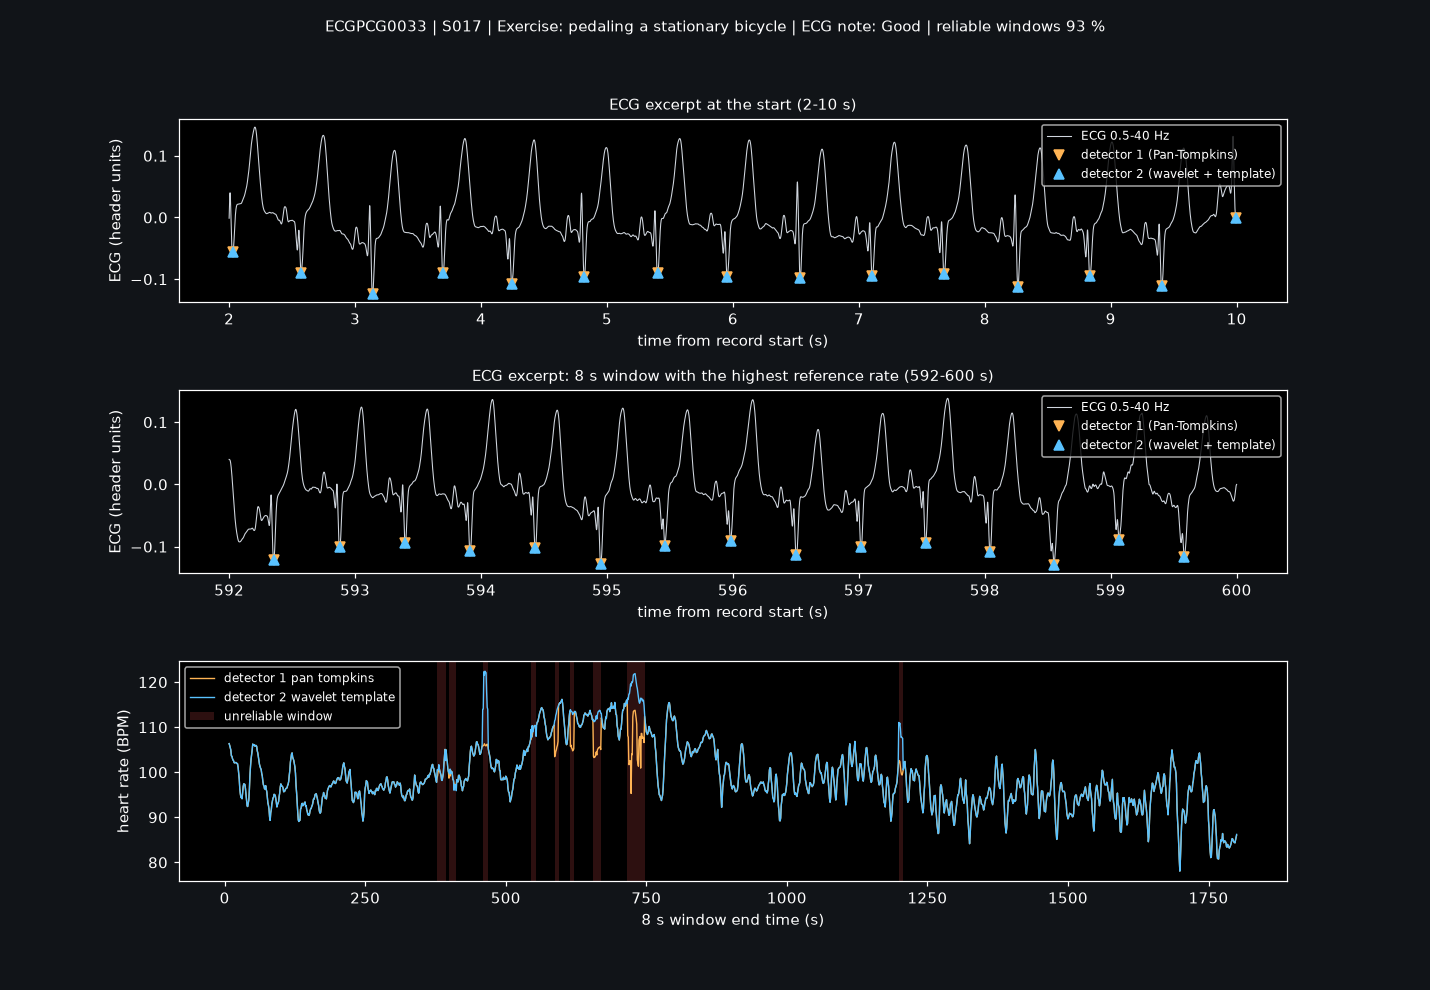 ECGPCG0033 | S017 | Exercise: pedaling a stationary bicycle | ECG note: Good | reliable windows 93 %
ECG excerpt at the start (2-10 s)
ECG (header units)
0.1
0.0
−0.1
ECG 0.5-40 Hz
detector 1 (Pan-Tompkins)
detector 2 (wavelet + template)
2 3 4 5 6 7 8 9 10
time from record start (s)
ECG excerpt: 8 s window with the highest reference rate (592-600 s)
ECG (header units)
0.1
0.0
−0.1
ECG 0.5-40 Hz
detector 1 (Pan-Tompkins)
detector 2 (wavelet + template)
592 593 594 595 596 597 598 599 600
time from record start (s)
heart rate (BPM)
120
110
100
90
80
detector 1 pan tompkins
detector 2 wavelet template
unreliable window
0 250 500 750 1000 1250 1500 1750
8 s window end time (s)